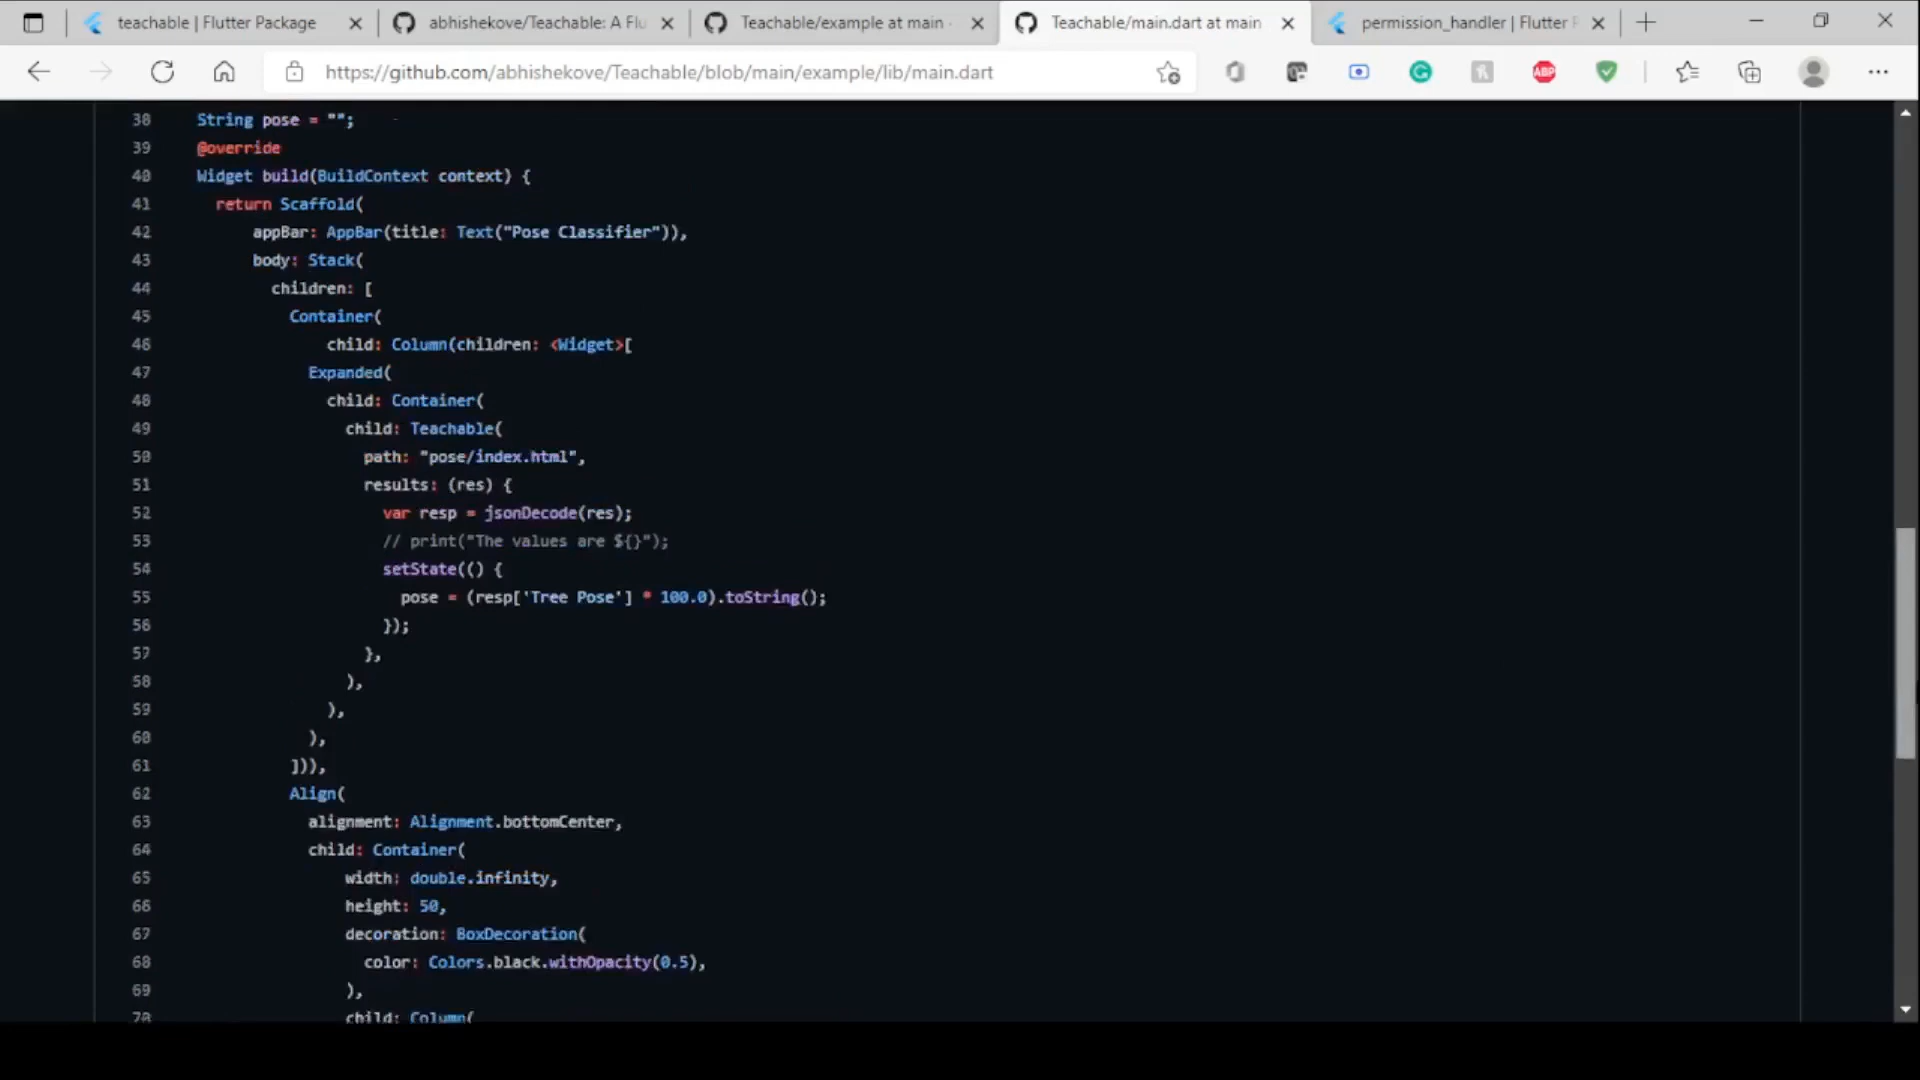 teachable | Flutter Package
abhishekove/Teachable: A Flu
Teachable/example at main ·
Teachable/main.dart at main
permission_handler | Flutter P
https://github.com/abhishekove/Teachable/blob/main/example/lib/main.dart
ABP
38 String pose = "";
39 @override
40 Widget build(BuildContext context) {
41 return Scaffold(
42 appBar: AppBar(title: Text("Pose Classifier")),
43 body: Stack(
44 children: [
45 Container(
46 child: Column(children: <Widget>[
47 Expanded(
48 child: Container(
49 child: Teachable(
50 path: "pose/index.html",
51 results: (res) {
52 var resp = jsonDecode(res);
53 // print("The values are ${}");
54 setState(() {
55 pose = (resp['Tree Pose'] * 100.0).toString();
56 });
57 },
58 ),
59 ),
60 ),
61 ])),
62 Align(
63 alignment: Alignment.bottomCenter,
64 child: Container(
65 width: double.infinity,
66 height: 50,
67 decoration: BoxDecoration(
68 color: Colors.black.withOpacity(0.5),
69 ),
70 child: Column(